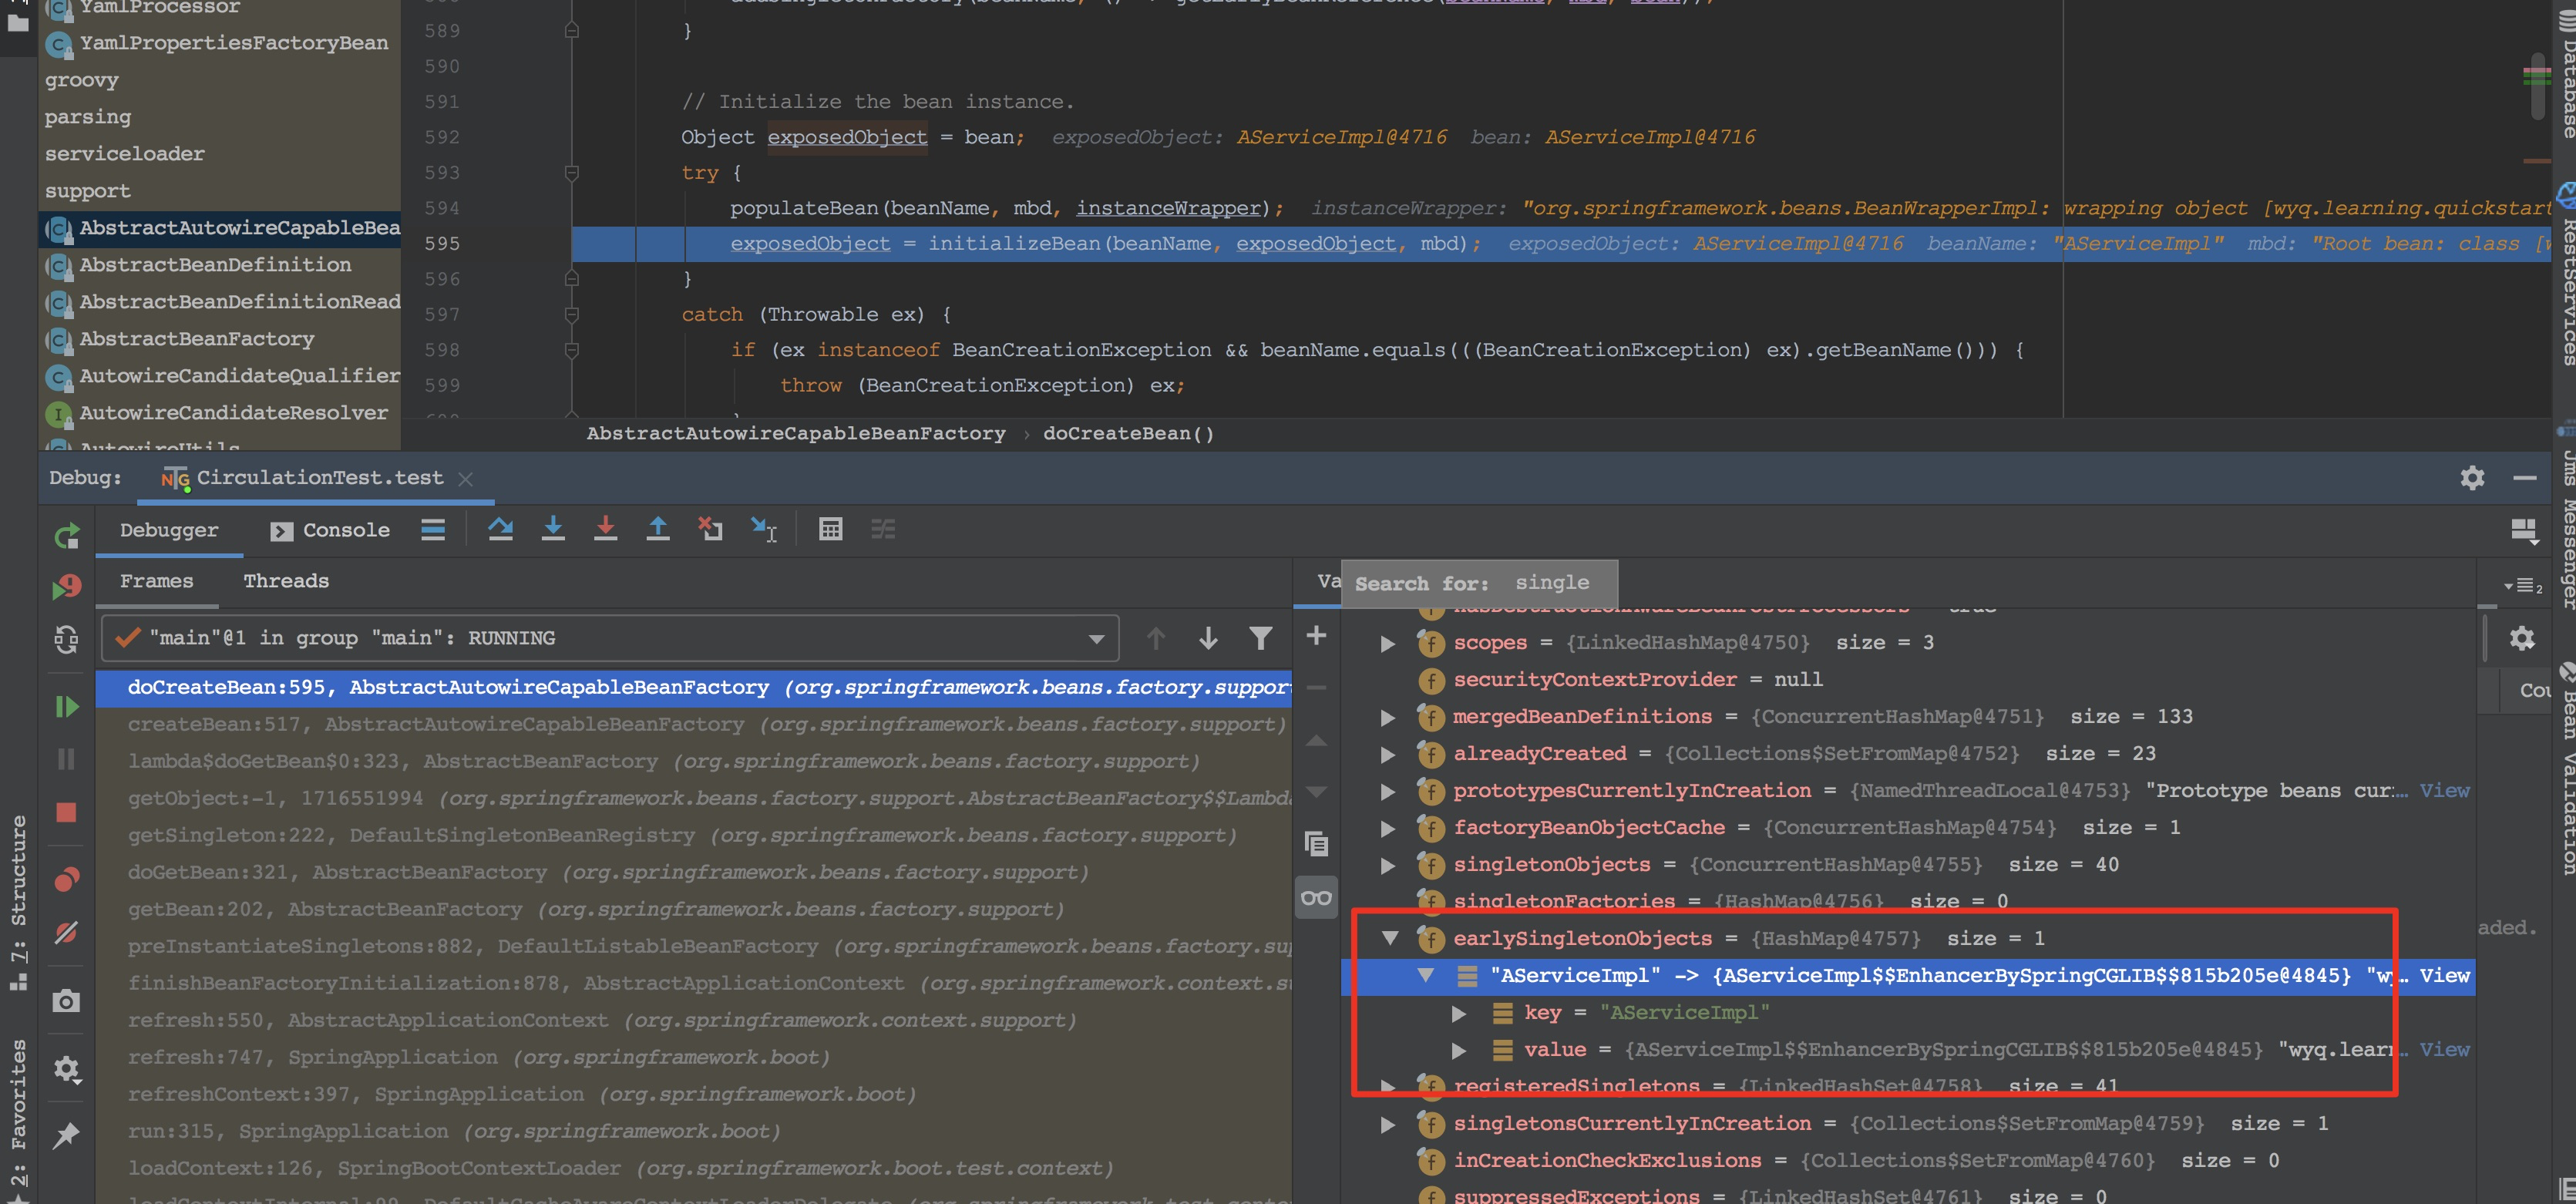 YamlProcessor
YamlPropertiesFactoryBean
groovy
parsing
serviceloader
support
AbstractAutowireCapableBea
AbstractBeanDefinition
AbstractBeanDefinitionRead
AbstractBeanFactory
AutowireCandidateQualifier
AutowireCandidateResolver
AutowireUtils
589 }
590
591 // Initialize the bean instance.
592 Object exposedObject = bean; exposedObject: AServiceImpl@4716 bean: AServiceImpl@4716
593 try {
594 populateBean(beanName, mbd, instanceWrapper); instanceWrapper: "org.springframework.beans.BeanWrapperImpl: wrapping object [wyq.learning.quickstart
595 exposedObject = initializeBean(beanName, exposedObject, mbd); exposedObject: AServiceImpl@4716 beanName: "AServiceImpl" mbd: "Root bean: class [w
596 }
597 catch (Throwable ex) {
598 if (ex instanceof BeanCreationException && beanName.equals(((BeanCreationException) ex).getBeanName())) {
599 throw (BeanCreationException) ex;
AbstractAutowireCapableBeanFactory › doCreateBean()
Debug: CirculationTest.test
Debugger Console
Frames Threads
"main"@1 in group "main": RUNNING
doCreateBean:595, AbstractAutowireCapableBeanFactory (org.springframework.beans.factory.support
createBean:517, AbstractAutowireCapableBeanFactory (org.springframework.beans.factory.support)
lambda$doGetBean$0:323, AbstractBeanFactory (org.springframework.beans.factory.support)
getObject:-1, 1716551994 (org.springframework.beans.factory.support.AbstractBeanFactory$$Lambda
getSingleton:222, DefaultSingletonBeanRegistry (org.springframework.beans.factory.support)
doGetBean:321, AbstractBeanFactory (org.springframework.beans.factory.support)
getBean:202, AbstractBeanFactory (org.springframework.beans.factory.support)
preInstantiateSingletons:882, DefaultListableBeanFactory (org.springframework.beans.factory.sup
finishBeanFactoryInitialization:878, AbstractApplicationContext (org.springframework.context.su
refresh:550, AbstractApplicationContext (org.springframework.context.support)
refresh:747, SpringApplication (org.springframework.boot)
refreshContext:397, SpringApplication (org.springframework.boot)
run:315, SpringApplication (org.springframework.boot)
loadContext:126, SpringBootContextLoader (org.springframework.boot.test.context)
Va
Search for: single
scopes = {LinkedHashMap@4750} size = 3
securityContextProvider = null
mergedBeanDefinitions = {ConcurrentHashMap@4751} size = 133
alreadyCreated = {Collections$SetFromMap@4752} size = 23
prototypesCurrentlyInCreation = {NamedThreadLocal@4753} "Prototype beans cur... View
factoryBeanObjectCache = {ConcurrentHashMap@4754} size = 1
singletonObjects = {ConcurrentHashMap@4755} size = 40
singletonFactories = {HashMap@4756} size = 0
earlySingletonObjects = {HashMap@4757} size = 1
"AServiceImpl" -> {AServiceImpl$$EnhancerBySpringCGLIB$$815b205e@4845} "wy... View
key = "AServiceImpl"
value = {AServiceImpl$$EnhancerBySpringCGLIB$$815b205e@4845} "wyq.learn... View
registeredSingletons = {LinkedHashSet@4758} size = 41
singletonsCurrentlyInCreation = {Collections$SetFromMap@4759} size = 1
inCreationCheckExclusions = {Collections$SetFromMap@4760} size = 0
suppressedExceptions = {LinkedHashSet@4761} size = 0
Cou
aded.
Database
RestServices
Jms Messenger
Bean Validation
7: Structure
2: Favorites